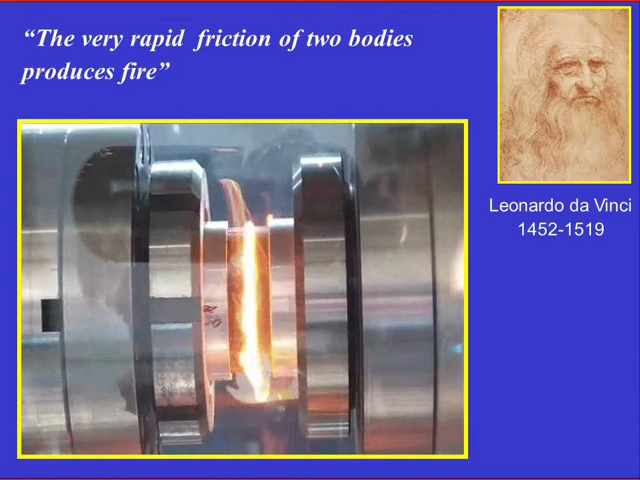 “The very rapid friction of two bodies
produces fire”
Leonardo da Vinci
1452-1519